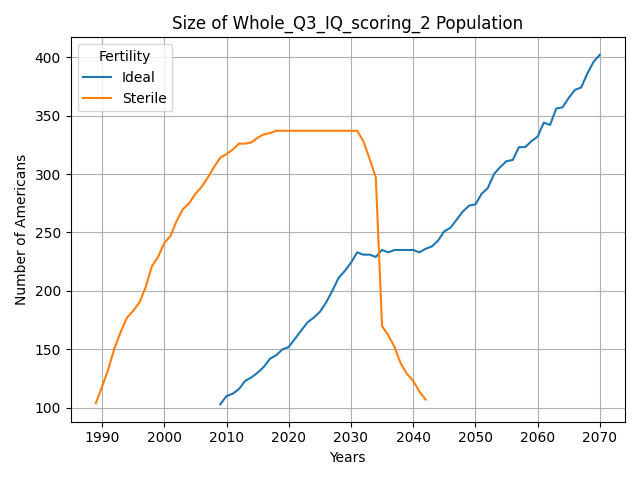 Size of Whole_Q3_IQ_scoring_2 Population
Fertility
Ideal
Sterile
Number of Americans
400
350
300
250
200
150
100
1990 2000 2010 2020 2030 2040 2050 2060 2070
Years